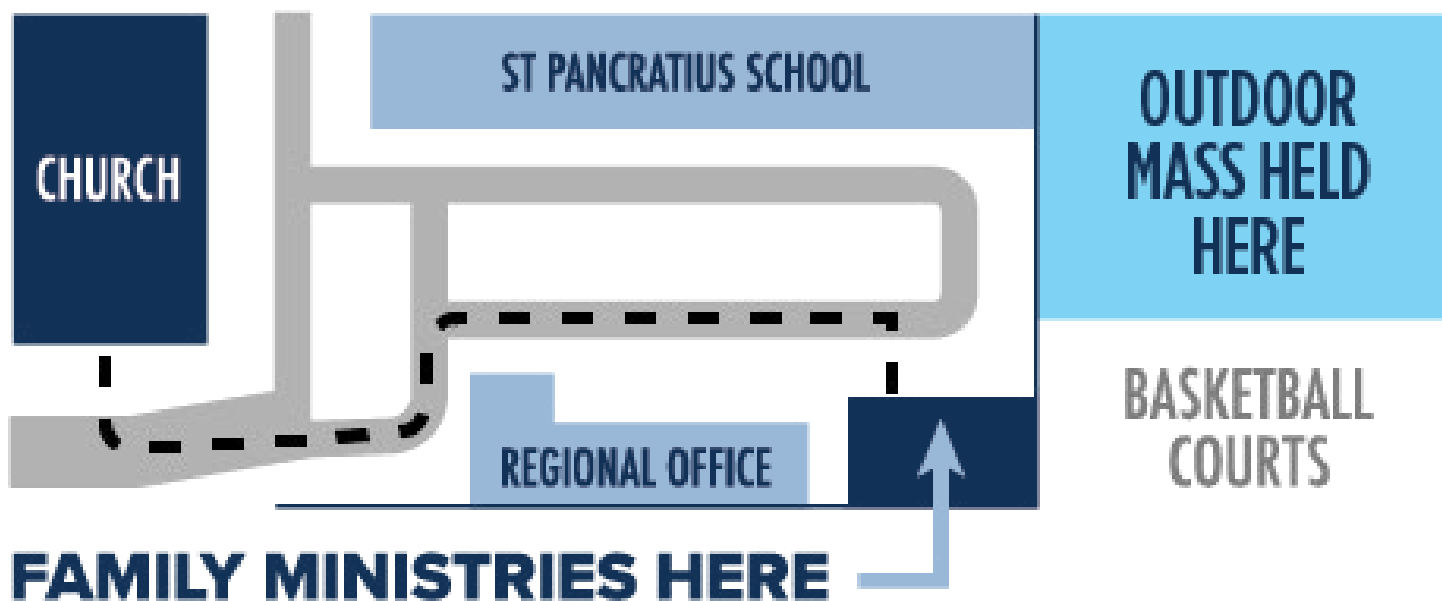 CHURCH
ST PANCRATIUS SCHOOL
OUTDOOR
MASS HELD
HERE
BASKETBALL
COURTS
REGIONAL OFFICE
FAMILY MINISTRIES HERE